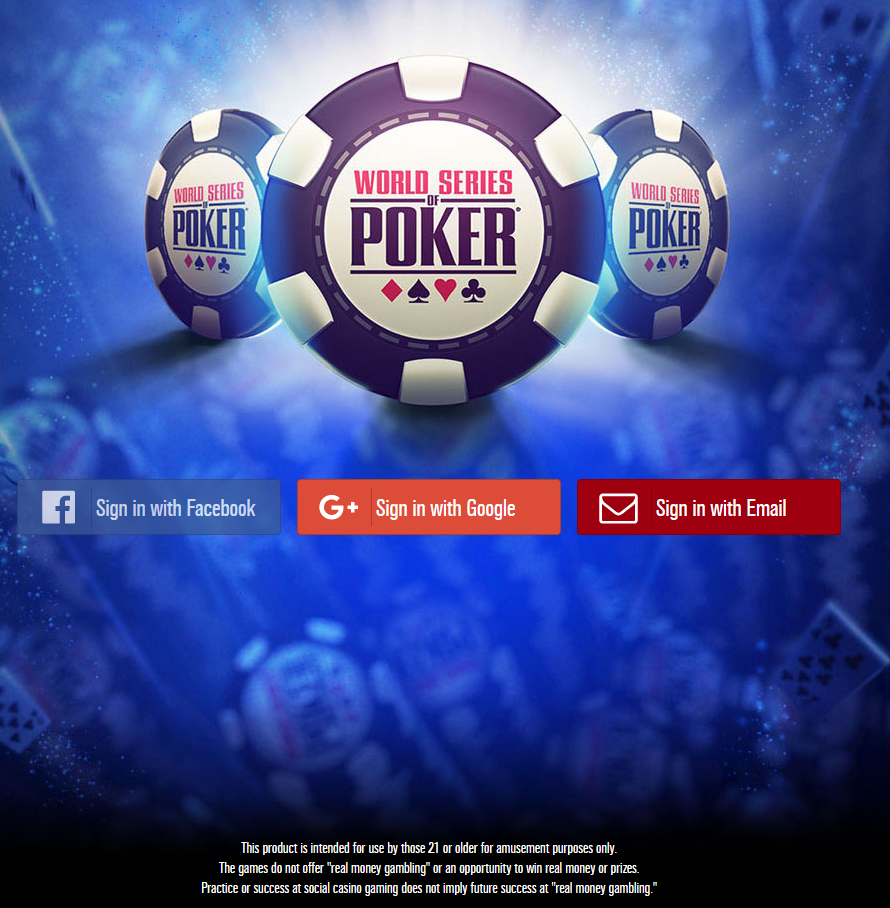 WORLD SERIES
OF
POKER®
WORLD SERIES
OF
POKER®
WORLD SERIES
OF
POKER
Sign in with Facebook
G+ Sign in with Google
Sign in with Email
This product is intended for use by those 21 or older for amusement purposes only.
The games do not offer "real money gambling" or an opportunity to win real money or prizes.
Practice or success at social casino gaming does not imply future success at "real money gambling."